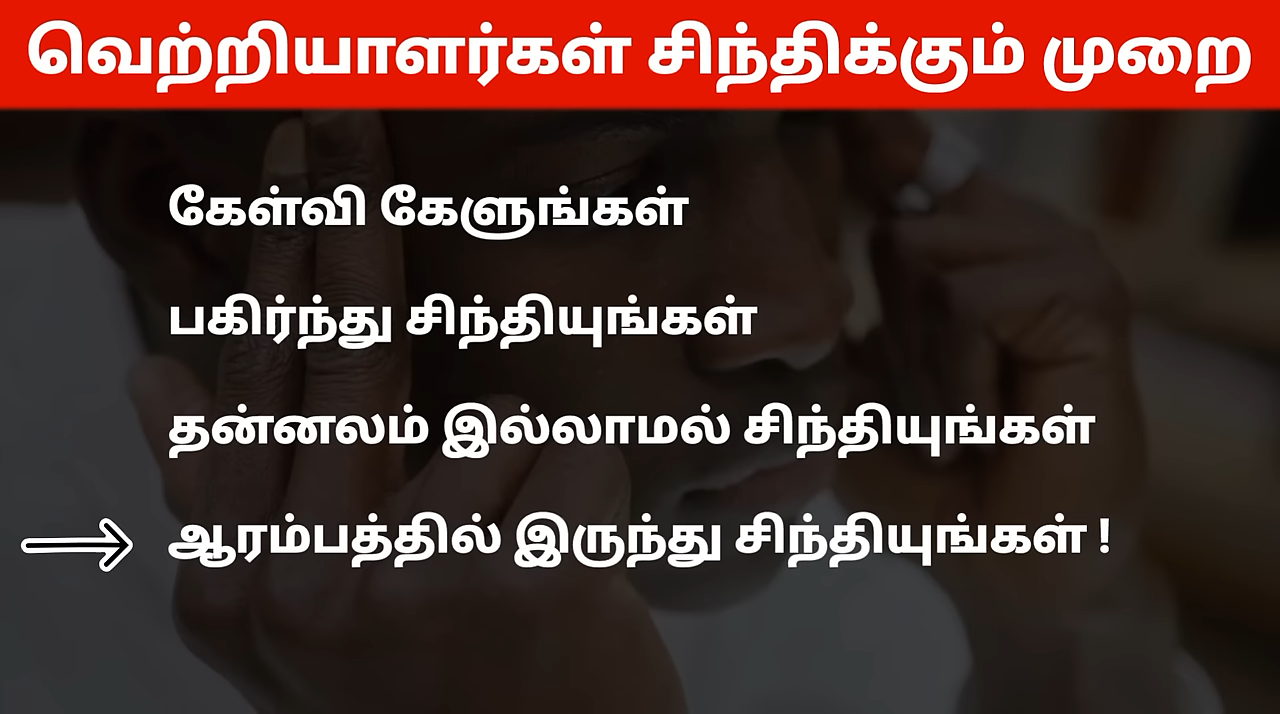 வெற்றியாளர்கள் சிந்திக்கும் முறை
கேள்வி கேளுங்கள்
பகிர்ந்து சிந்தியுங்கள்
தன்னலம் இல்லாமல் சிந்தியுங்கள்
ஆரம்பத்தில் இருந்து சிந்தியுங்கள் !